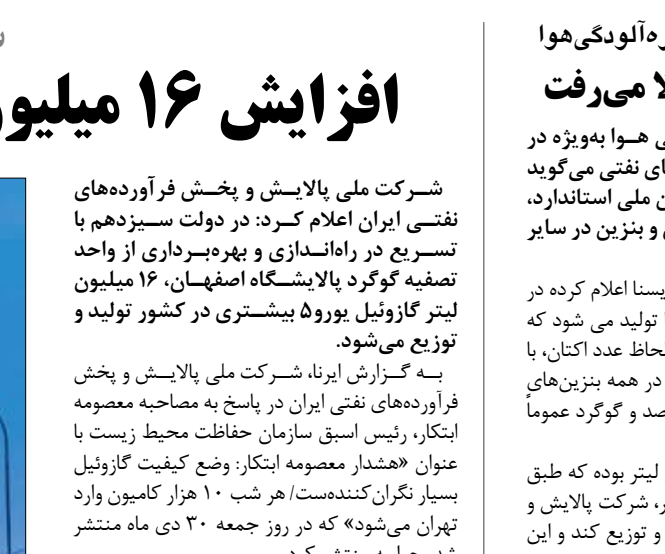 ه‌آلودگی‌هوا
لا می‌رفت
ی هوا به‌ویژه در
ای نفتی می‌گوید
ن ملی استاندارد،
و بنزین در سایر
یسنا اعلام کرده در
تولید می شود که
لحاظ عدد اکتان، با
در همه بنزین‌های
صد و گوگرد عموماً
لیتر بوده که طبق
ر، شرکت پالایش و
و توزیع کند و این
افزایش ۱۶ میلیو
شرکت ملی پالایش و پخش فرآورده‌های
نفتی ایران اعلام کرد: در دولت سیزدهم با
تسریع در راه‌اندازی و بهره‌برداری از واحد
تصفیه گوگرد پالایشگاه اصفهان، ۱۶ میلیون
لیتر گازوئیل یورو۵ بیشتری در کشور تولید و
توزیع می‌شود.
به گزارش ایرنا، شرکت ملی پالایش و پخش
فرآورده‌های نفتی ایران در پاسخ به مصاحبه معصومه
ابتکار، رئیس اسبق سازمان حفاظت محیط زیست با
عنوان «هشدار معصومه ابتکار: وضع کیفیت گازوئیل
بسیار نگران‌کننده‌ست/ هر شب ۱۰ هزار کامیون وارد
تهران می‌شود» که در روز جمعه ۳۰ دی ماه منتشر